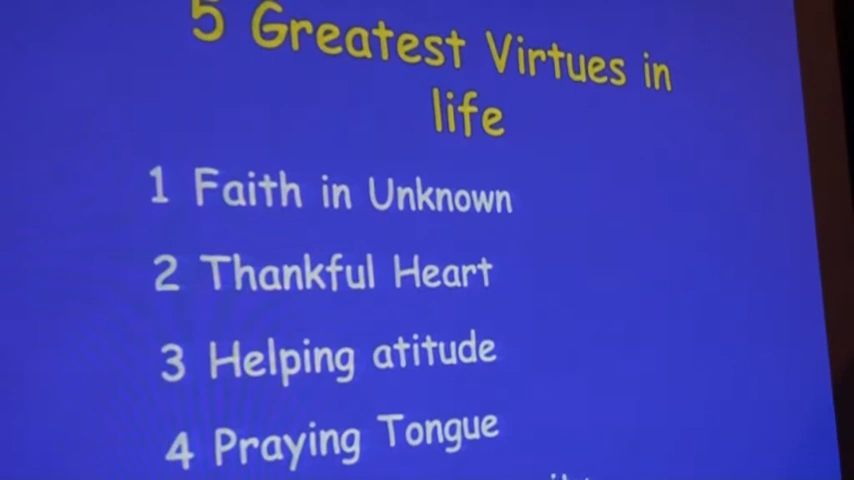 5 Greatest Virtues in
life
1 Faith in Unknown
2 Thankful Heart
3 Helping atitude
4 Praying Tongue